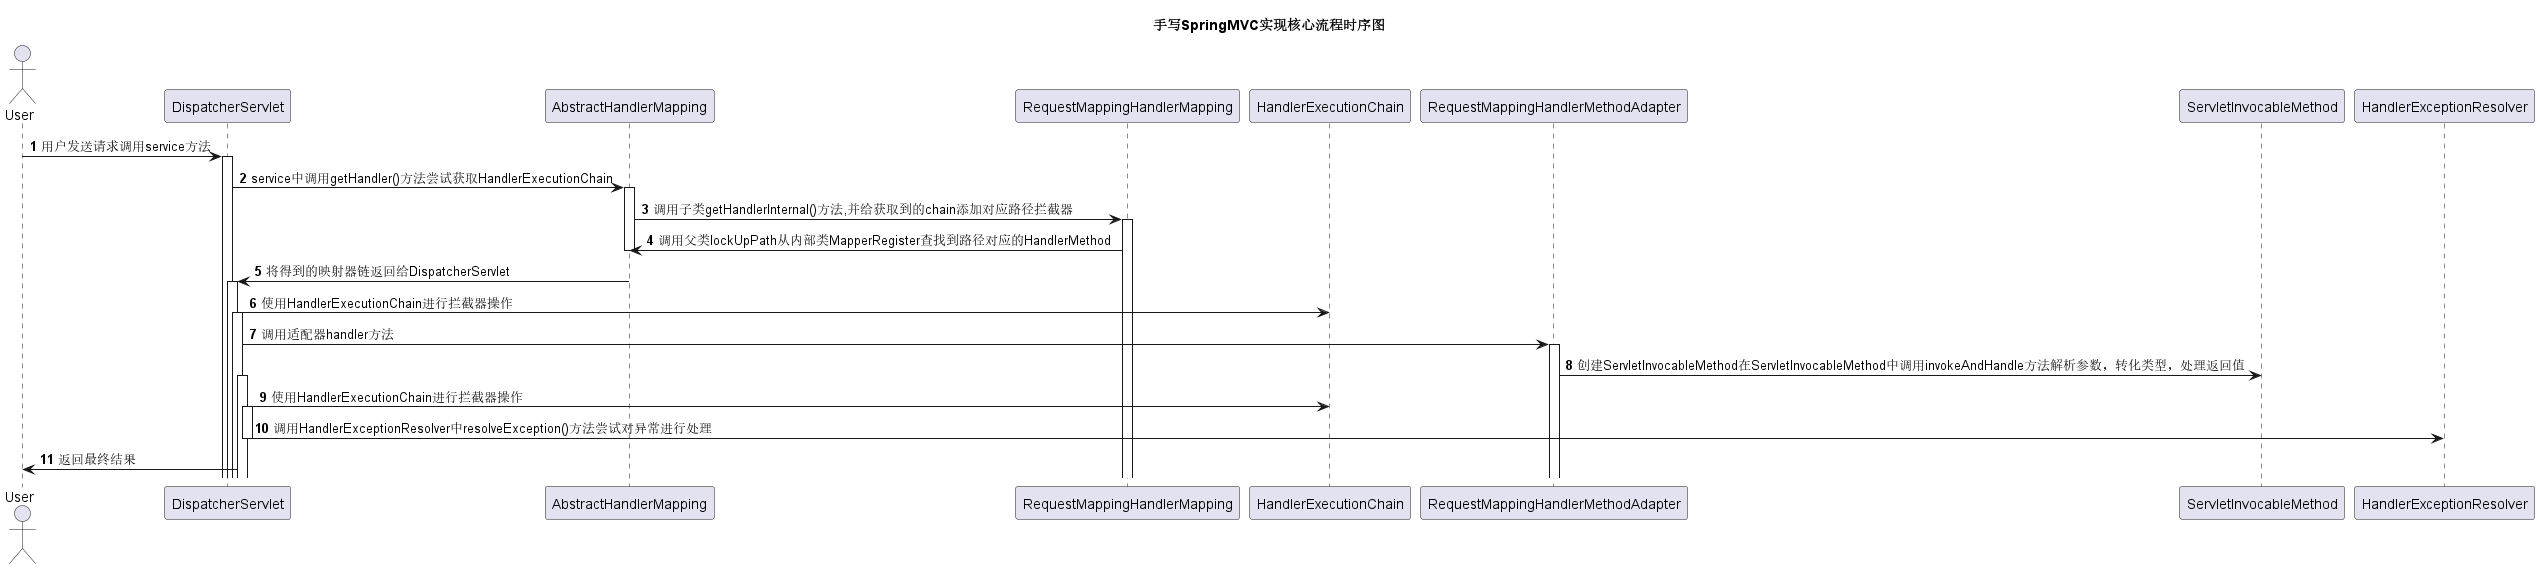 手写SpringMVC实现核心流程时序图
User
DispatcherServlet
AbstractHandlerMapping
RequestMappingHandlerMapping
HandlerExecutionChain
RequestMappingHandlerMethodAdapter
ServletInvocableMethod
HandlerExceptionResolver
1 用户发送请求调用service方法
2 service中调用getHandler()方法尝试获取HandlerExecutionChain
3 调用子类getHandlerInternal()方法,并给获取到的chain添加对应路径拦截器
4 调用父类lockUpPath从内部类MapperRegister查找到路径对应的HandlerMethod
5 将得到的映射器链返回给DispatcherServlet
6 使用HandlerExecutionChain进行拦截器操作
7 调用适配器handler方法
8 创建ServletInvocableMethod在ServletInvocableMethod中调用invokeAndHandle方法解析参数，转化类型，处理返回值
9 使用HandlerExecutionChain进行拦截器操作
10 调用HandlerExceptionResolver中resolveException()方法尝试对异常进行处理
11 返回最终结果
User
DispatcherServlet
AbstractHandlerMapping
RequestMappingHandlerMapping
HandlerExecutionChain
RequestMappingHandlerMethodAdapter
ServletInvocableMethod
HandlerExceptionResolver